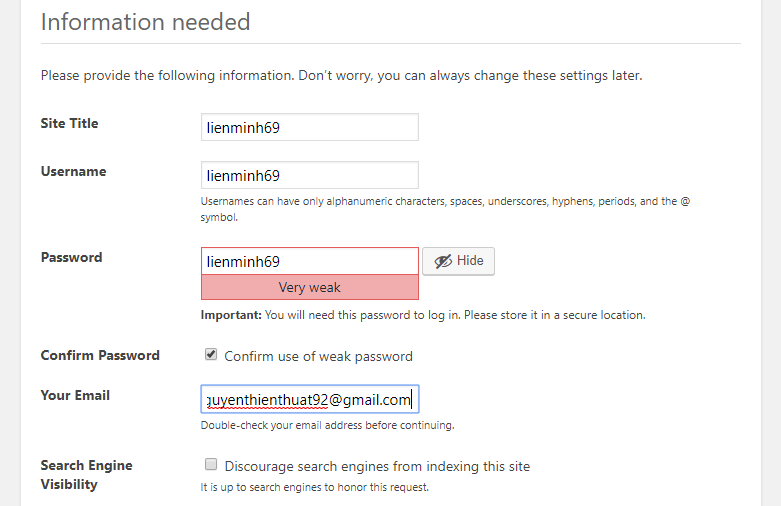 Information needed
Please provide the following information. Don't worry, you can always change these settings later.
Site Title
lienminh69
Username
lienminh69
Usernames can have only alphanumeric characters, spaces, underscores, hyphens, periods, and the @
symbol.
Password
lienminh69
Hide
Very weak
Important: You will need this password to log in. Please store it in a secure location.
Confirm Password
Confirm use of weak password
Your Email
guyenthienthuat92@gmail.com
Double-check your email address before continuing.
Search Engine
Visibility
Discourage search engines from indexing this site
It is up to search engines to honor this request.